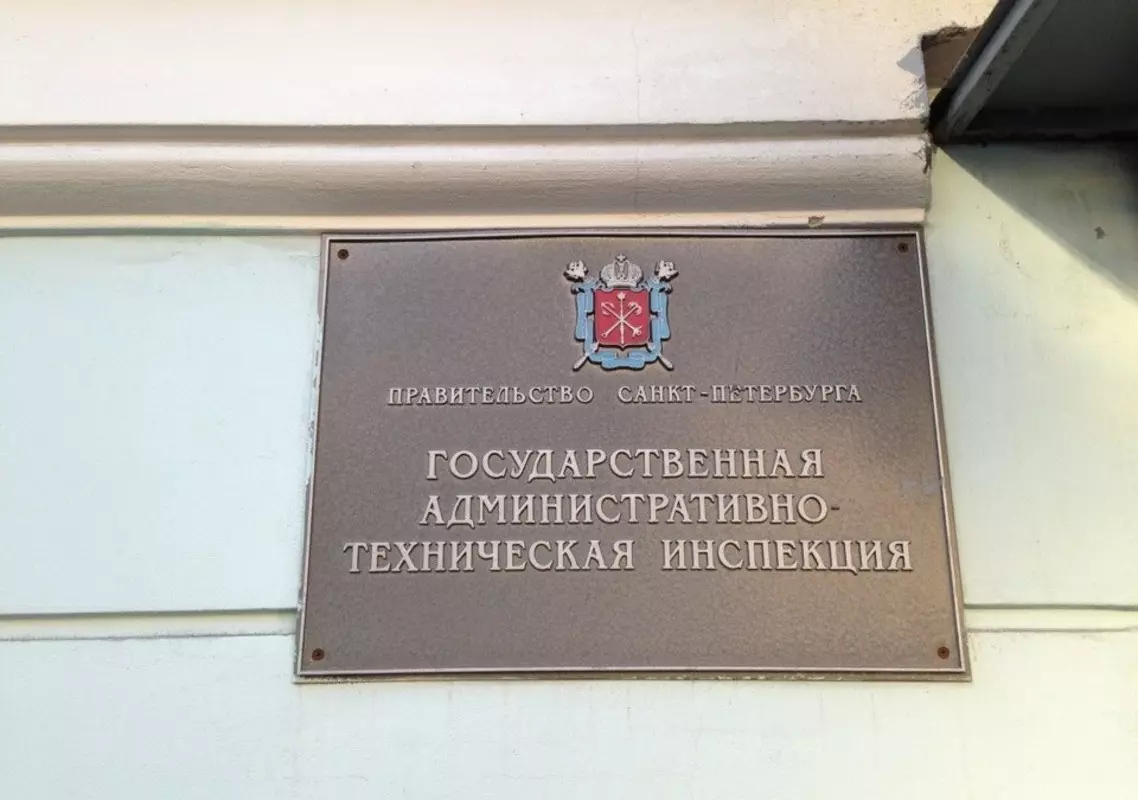 ПРАВИТЕЛЬСТВО САНКТ-ПЕТЕРБУРГА
ГОСУДАРСТВЕННАЯ
АДМИНИСТРАТИВНО-
ТЕХНИЧЕСКАЯ ИНСПЕКЦИЯ